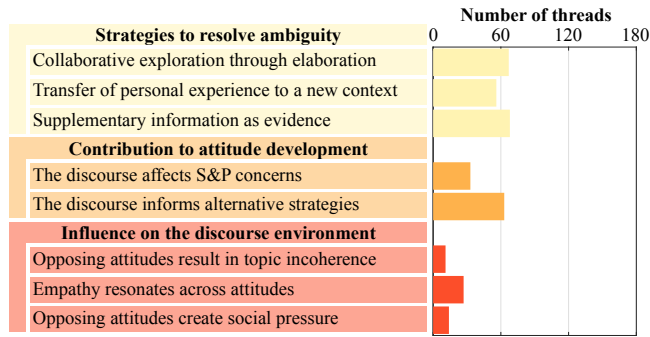 Number of threads
Strategies to resolve ambiguity
0 60 120 180
Collaborative exploration through elaboration
Transfer of personal experience to a new context
Supplementary information as evidence
Contribution to attitude development
The discourse affects S&P concerns
The discourse informs alternative strategies
Influence on the discourse environment
Opposing attitudes result in topic incoherence
Empathy resonates across attitudes
Opposing attitudes create social pressure